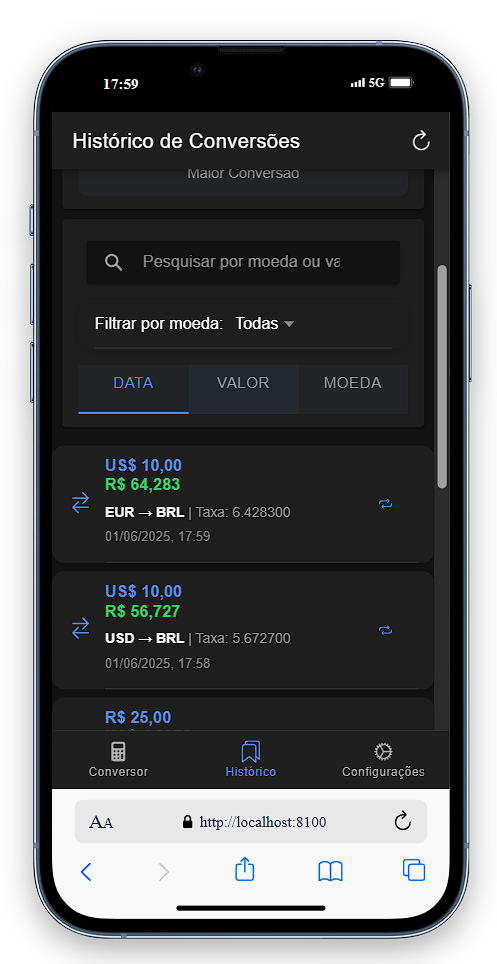 17:59
5G
Histórico de Conversões
Maior Conversão
Pesquisar por moeda ou va
Filtrar por moeda: Todas
DATA VALOR MOEDA
US$ 10,00
R$ 64,283
EUR → BRL | Taxa: 6.428300
01/06/2025, 17:59
US$ 10,00
R$ 56,727
USD → BRL | Taxa: 5.672700
01/06/2025, 17:58
R$ 25,00
Conversor Histórico Configurações
AA http://localhost:8100